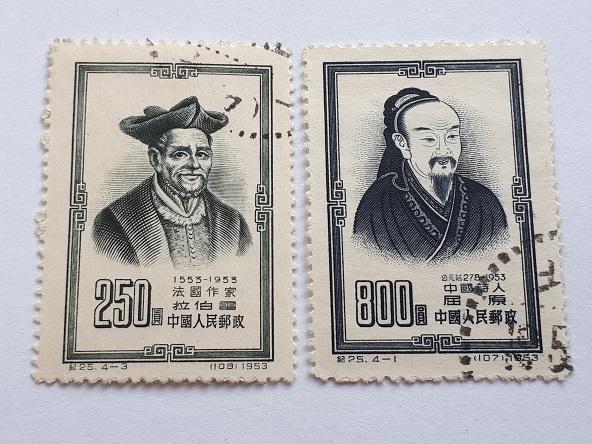 1553-1953
法國作家
拉伯雷
250圓
中國人民郵政
紀25. 4-3
(109) 1953
公元前278-1953
中國詩人
屈原
800圓
中國人民郵政
紀25. 4-1
(107) 1953